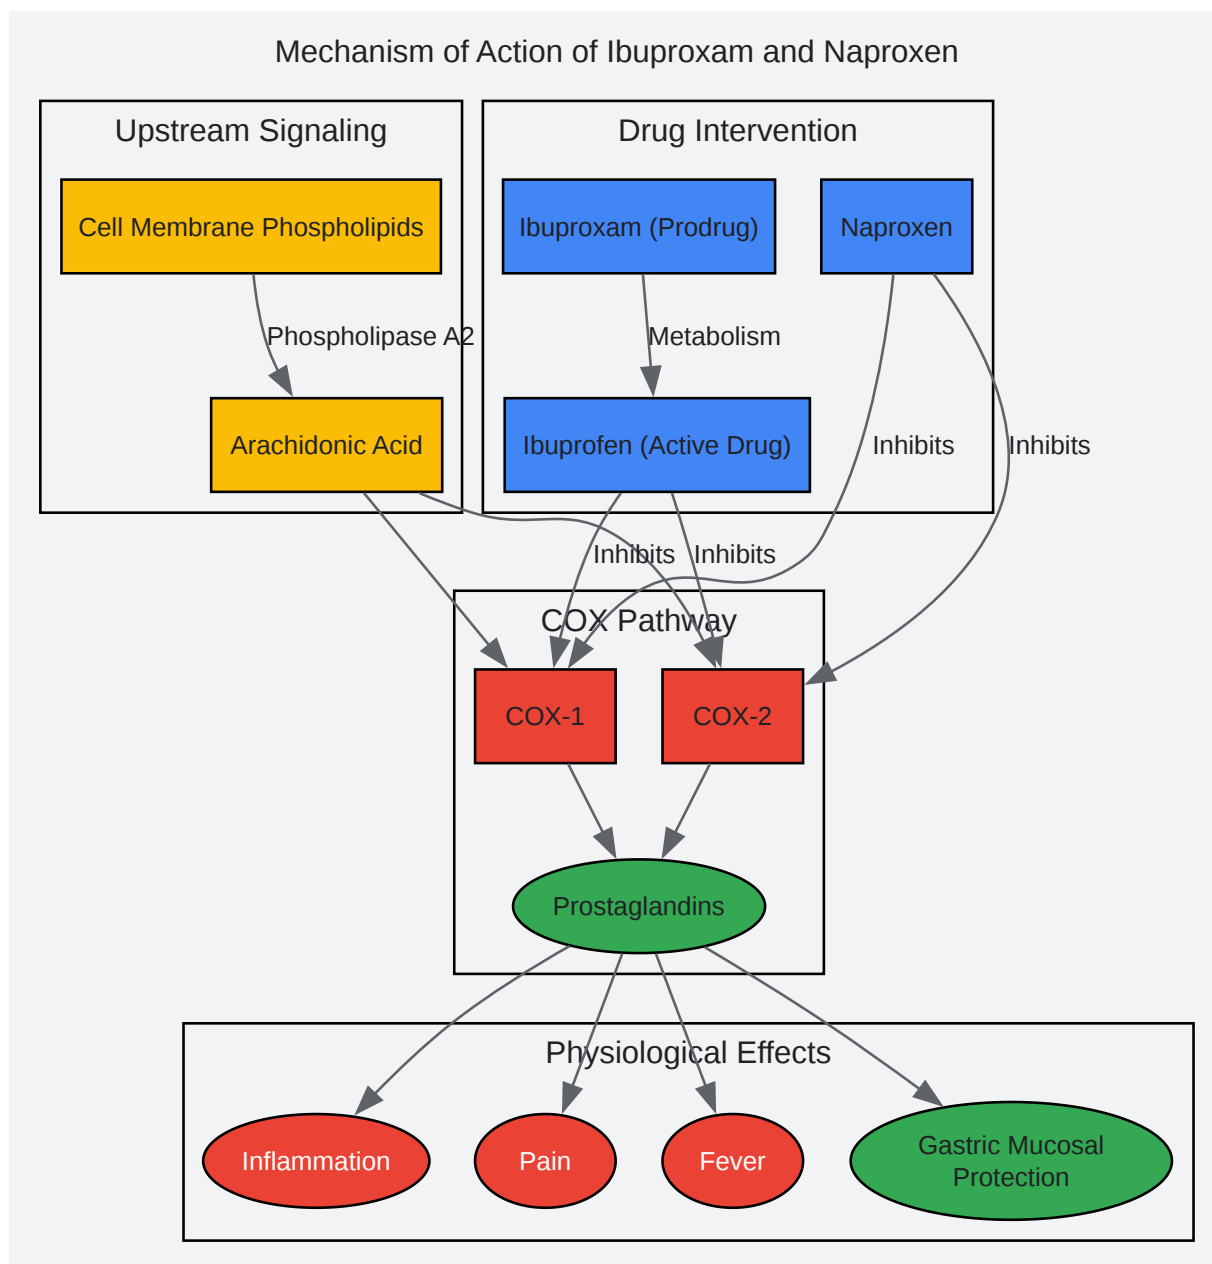 Mechanism of Action of Ibuproxam and Naproxen
Upstream Signaling
Drug Intervention
Cell Membrane Phospholipids
Ibuproxam (Prodrug)
Naproxen
Phospholipase A2
Metabolism
Arachidonic Acid
Ibuprofen (Active Drug)
Inhibits
Inhibits
Inhibits
Inhibits
COX Pathway
COX-1
COX-2
Prostaglandins
Physiological Effects
Inflammation
Pain
Fever
Gastric Mucosal
Protection